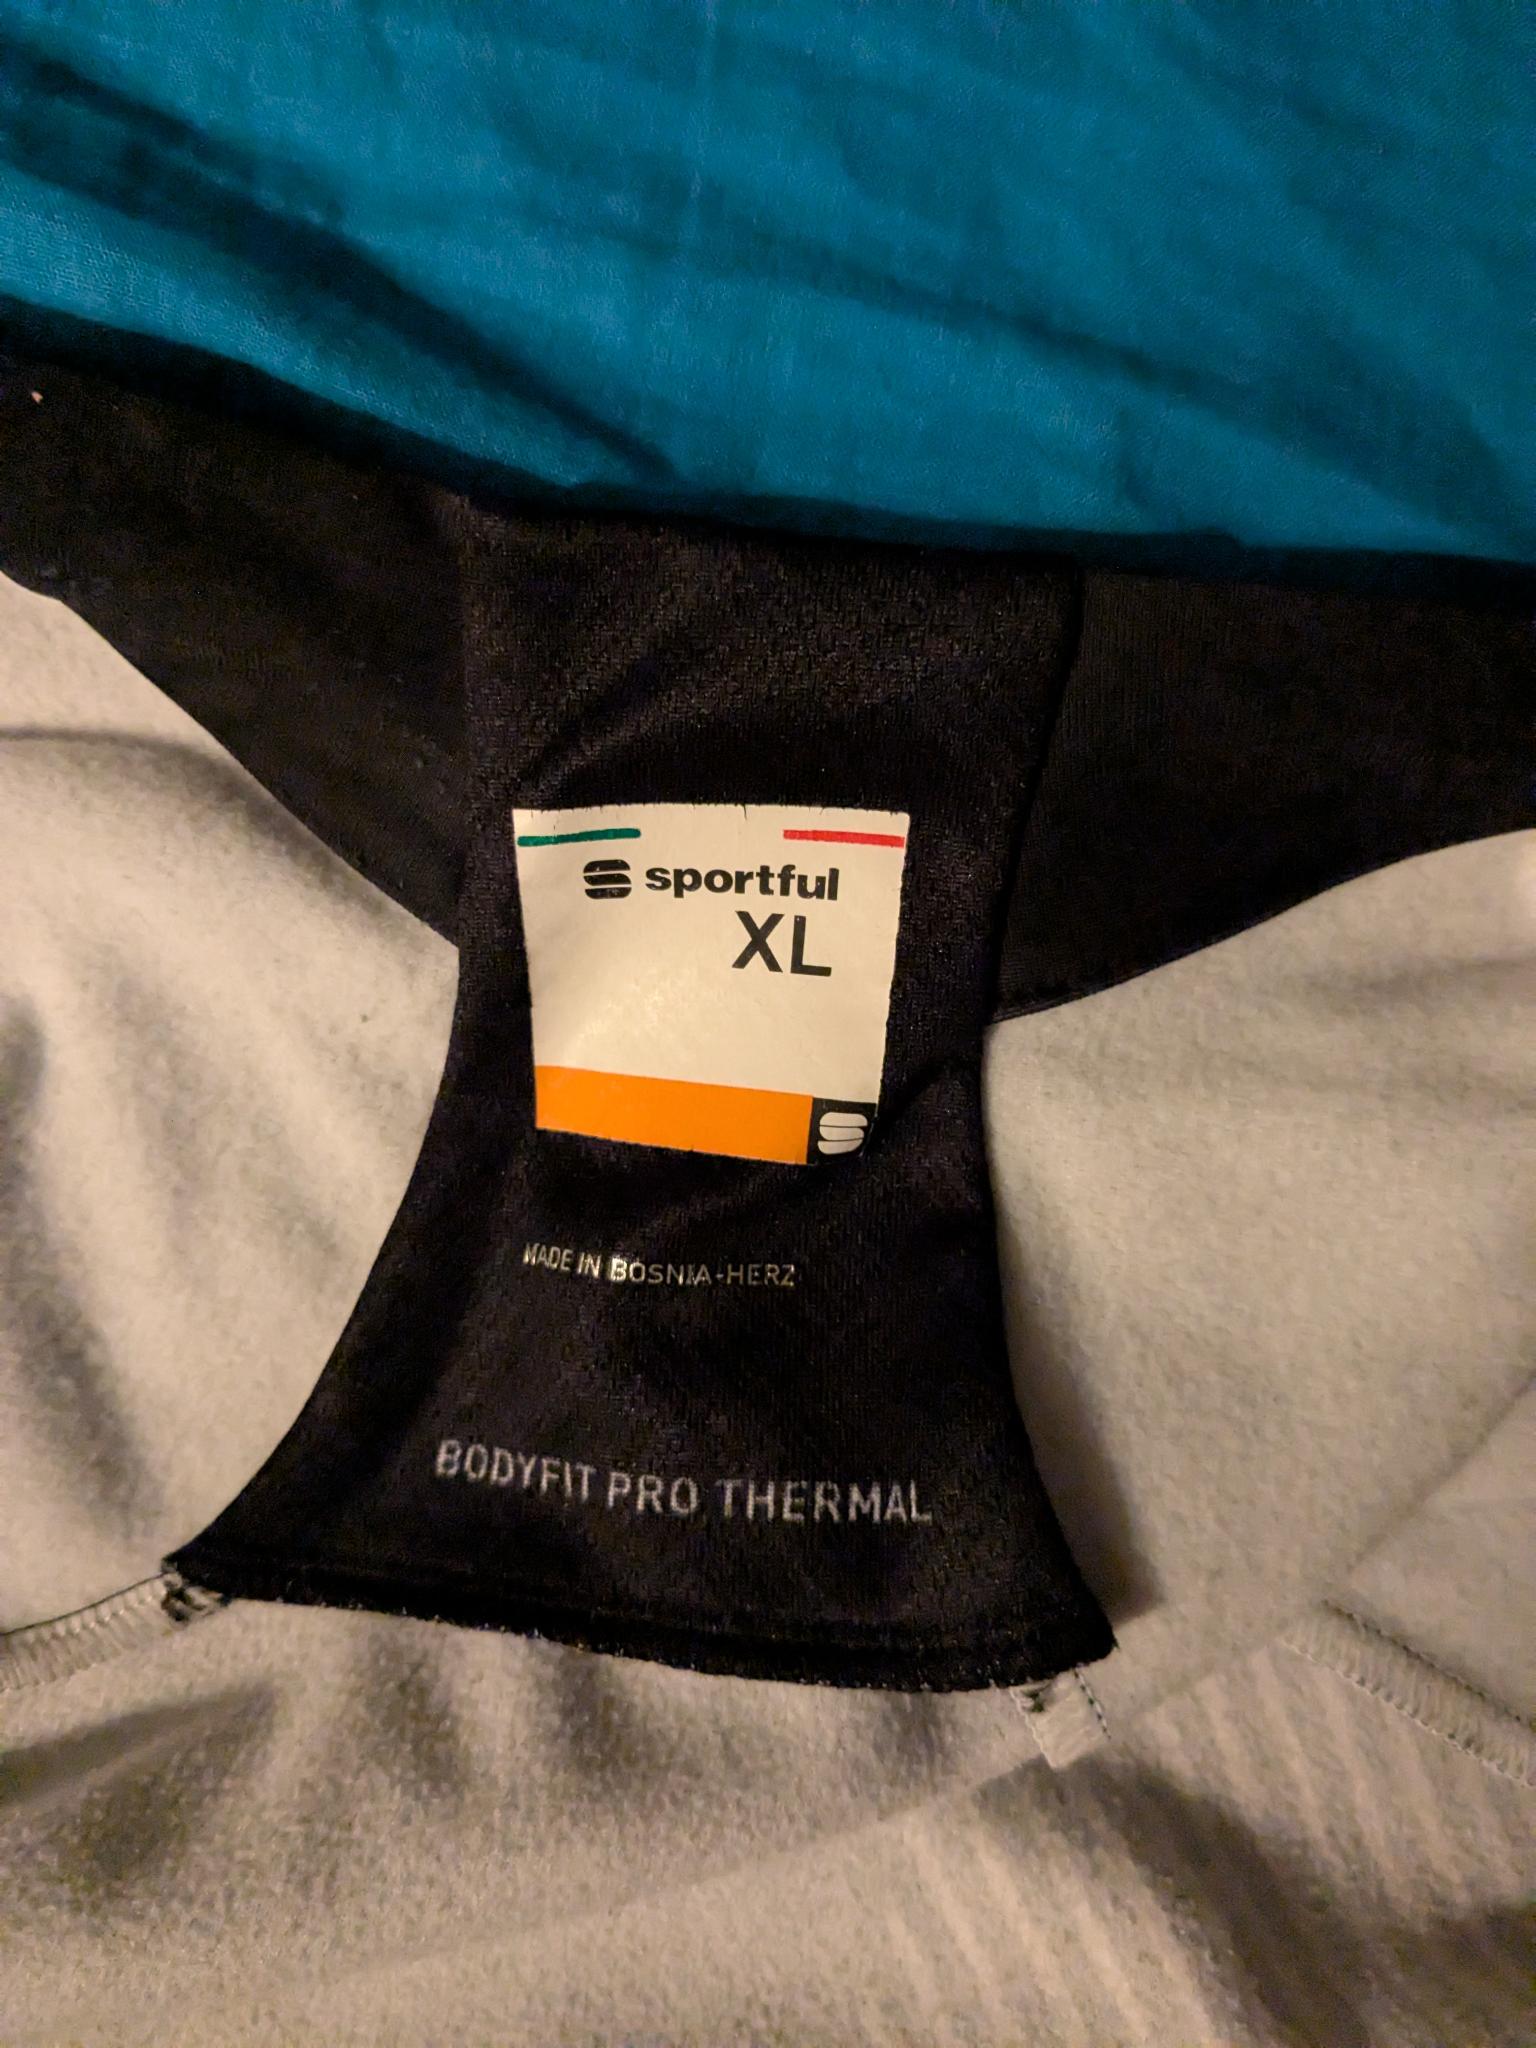 sportful
XL
MADE IN BOSNIA-HERZ
BODYFIT PRO THERMAL